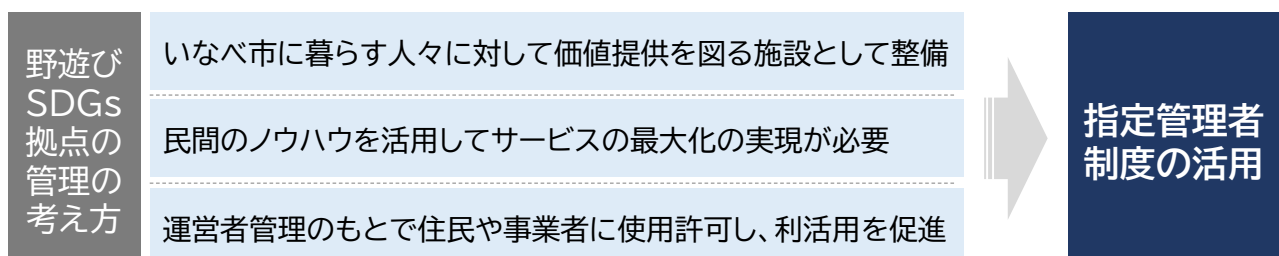 野遊び
SDGs
拠点の
管理の
考え方
いなべ市に暮らす人々に対して価値提供を図る施設として整備
民間のノウハウを活用してサービスの最大化の実現が必要
運営者管理のもとで住民や事業者に使用許可し、利活用を促進
指定管理者
制度の活用